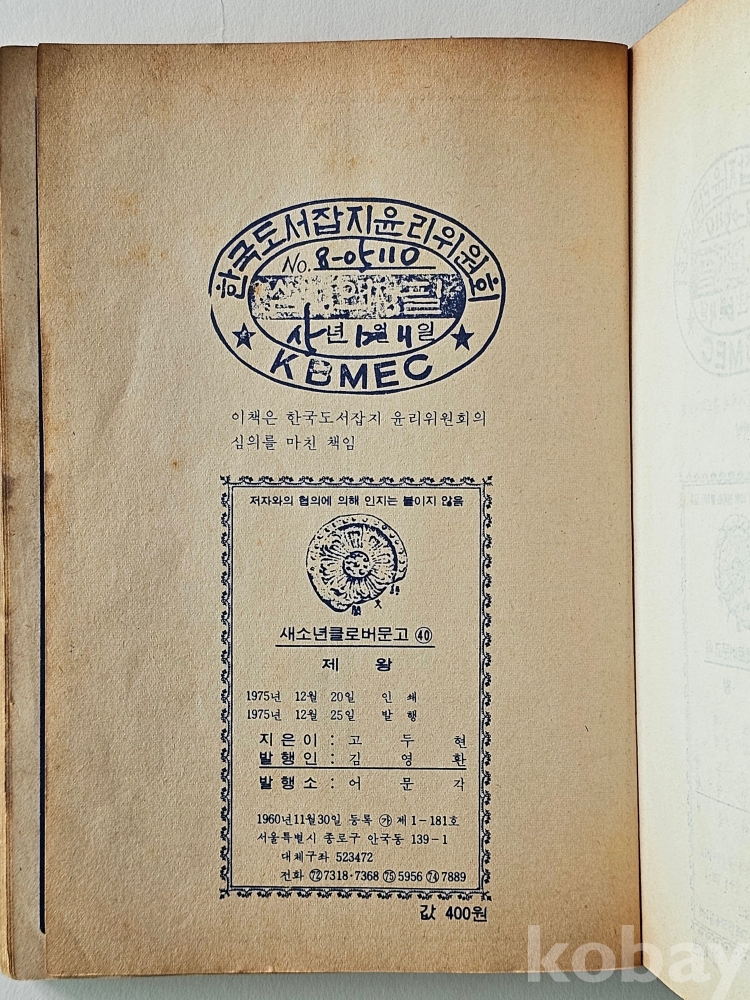 한국도서잡지윤리위원회
No. 8-05110
년 월 11일
★ ★
KBMEC
이책은 한국도서잡지 윤리위원회의
심의를 마친 책임
저자와의 협의에 의해 인지는 붙이지 않음
새소년클로버문고 ㊵
제 왕
1975년 12월 20일 인 쇄
1975년 12월 25일 발 행
지은이 : 고 두 현
발행인 : 김 영 환
발행소 : 어 문 각
1960년11월30일 등록 ㉮ 제1-181호
서울특별시 종로구 안국동 139-1
대체구좌 523472
전화 72 7318·7368 75 5956 74 7889
값 400원
kobay